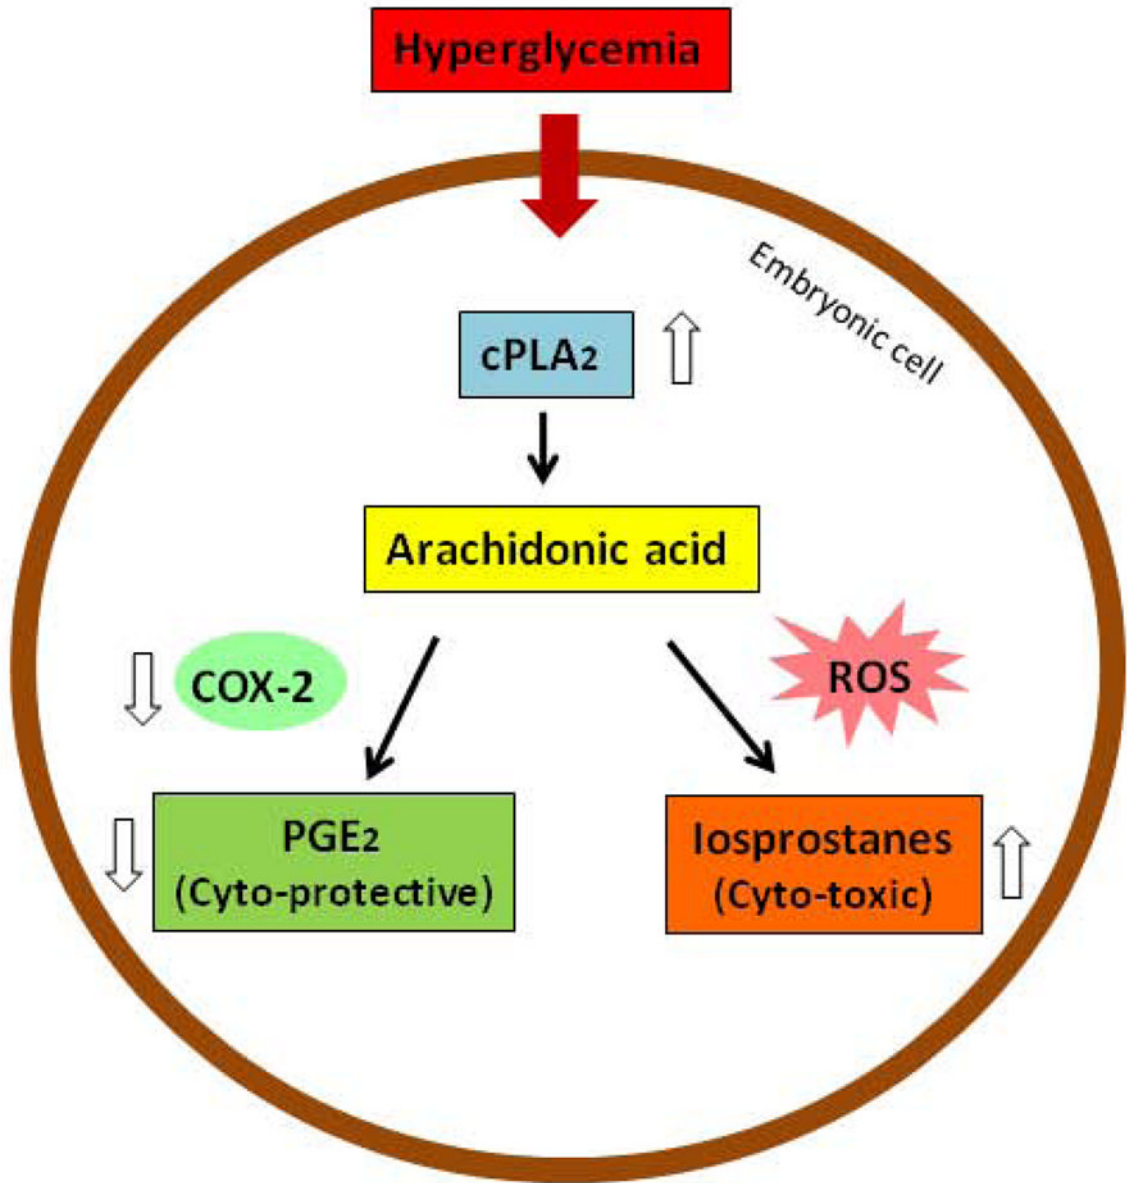 Hyperglycemia
Embryonic cell
cPLA2
Arachidonic acid
COX-2
ROS
PGE2
(Cyto-protective)
Iosprostanes
(Cyto-toxic)